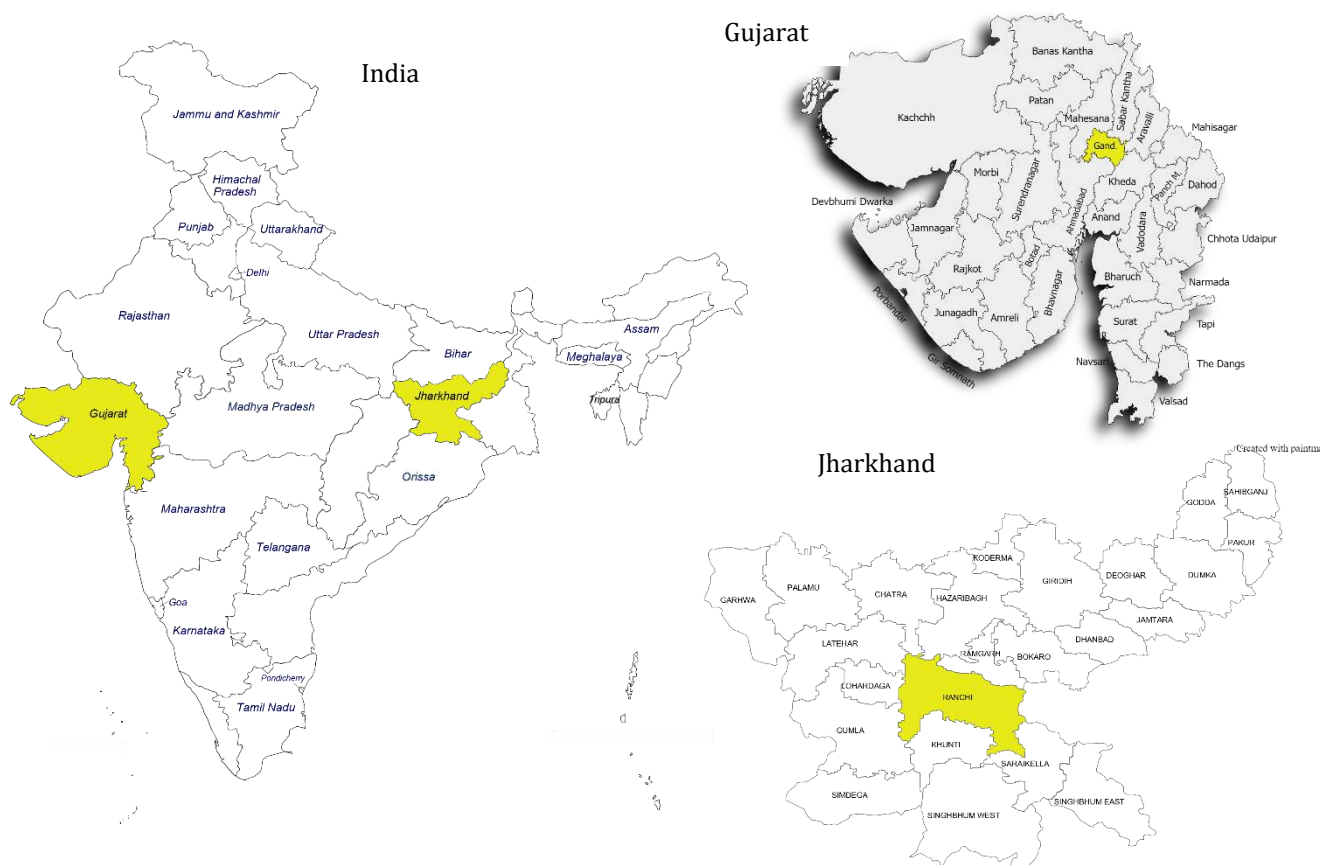 India
Jammu and Kashmir
Himachal
Pradesh
Punjab
Uttarakhand
Delhi
Rajasthan
Uttar Pradesh
Bihar
Assam
Meghalaya
Tripura
Jharkhand
Gujarat
Madhya Pradesh
Orissa
Maharashtra
Telangana
Goa
Karnataka
Pondicherry
Tamil Nadu
Gujarat
Banas Kantha
Patan
Sabar Kantha
Kachchh
Mahesana
Aravalli
Mahisagar
Gand.
Morbi
Surendranagar
Kheda
Panch M.
Dahod
Devbhumi Dwarka
Ahmadabad
Anand
Vadodara
Jamnagar
Chhota Udaipur
Rajkot
Botad
Bharuch
Narmada
Porbandar
Junagadh
Amreli
Bhavnagar
Surat
Tapi
Gir Somnath
Navsari
The Dangs
Valsad
Jharkhand
Created with paintma
SAHIBGANJ
GODDA
PAKUR
KODERMA
GIRIDIH
DEOGHAR
DUMKA
GARHWA
PALAMU
CHATRA
HAZARIBAGH
JAMTARA
DHANBAD
LATEHAR
RAMGARH
BOKARO
LOHARDAGA
RANCHI
GUMLA
KHUNTI
SARAIKELLA
SIMDEGA
SINGHBHUM EAST
SINGHBHUM WEST